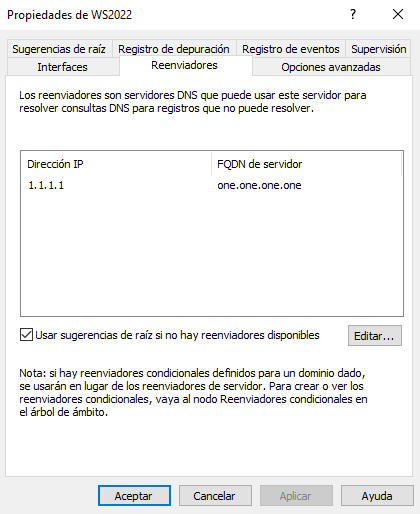 Propiedades de WS2022
Sugerencias de raíz Registro de depuración Registro de eventos Supervisión
Interfaces Reenviadores Opciones avanzadas
Los reenviadores son servidores DNS que puede usar este servidor para
resolver consultas DNS para registros que no puede resolver.
Dirección IP FQDN de servidor
1.1.1.1 one.one.one.one
Usar sugerencias de raíz si no hay reenviadores disponibles Editar...
Nota: si hay reenviadores condicionales definidos para un dominio dado,
se usarán en lugar de los reenviadores de servidor. Para crear o ver los
reenviadores condicionales, vaya al nodo Reenviadores condicionales en
el árbol de ámbito.
Aceptar Cancelar Aplicar Ayuda